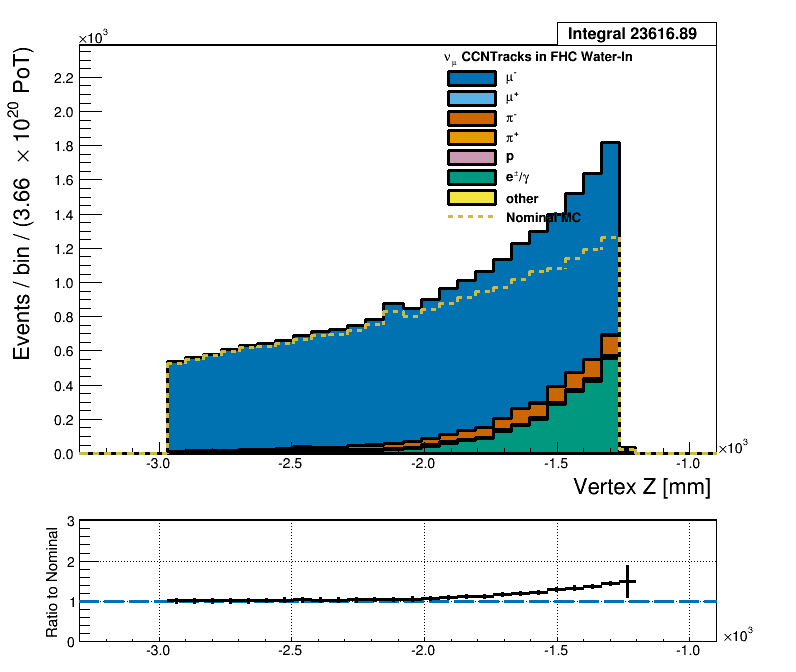 Integral 23616.89
×10³
ν_μ CCNTracks in FHC Water-In
μ⁻
μ⁺
π⁻
π⁺
p
e^±/γ
other
Nominal MC
Events / bin / (3.66 × 10²⁰ PoT)
2.2
2.0
1.8
1.6
1.4
1.2
1.0
0.8
0.6
0.4
0.2
0.0
-3.0 -2.5 -2.0 -1.5 -1.0
×10³
Vertex Z [mm]
Ratio to Nominal
3
2
1
0
-3.0 -2.5 -2.0 -1.5 -1.0
×10³